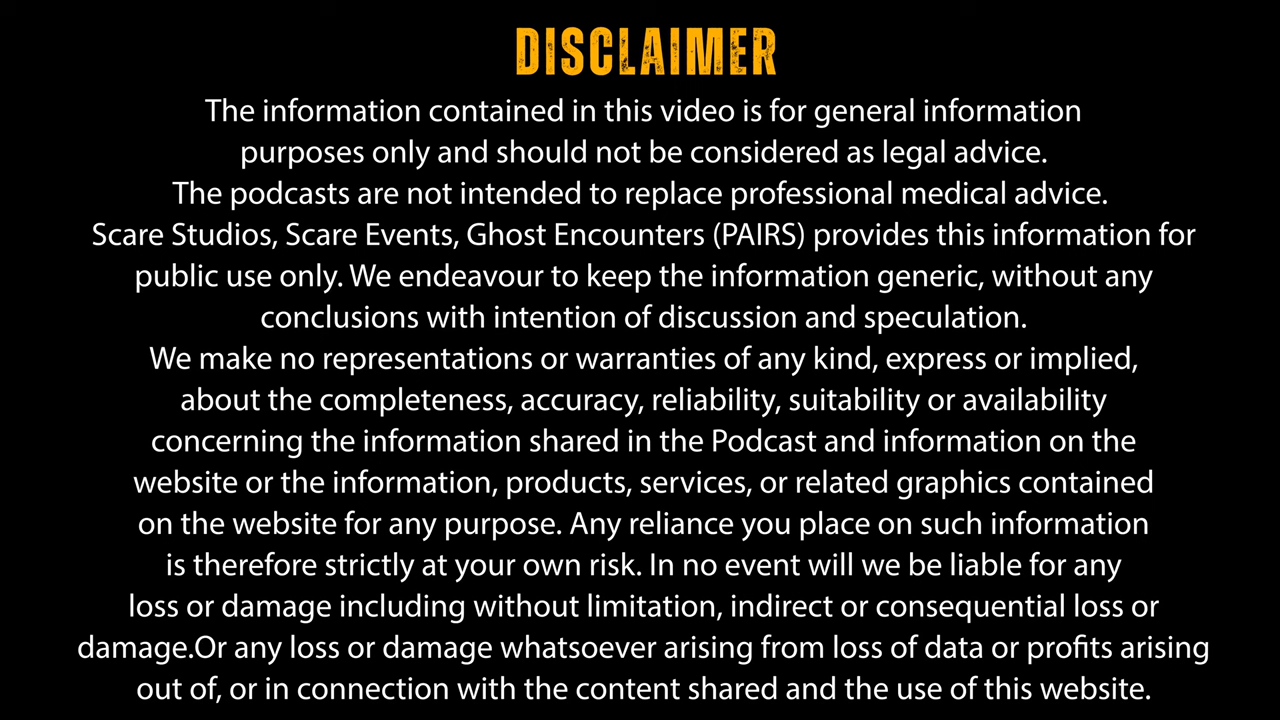 DISCLAIMER
The information contained in this video is for general information
purposes only and should not be considered as legal advice.
The podcasts are not intended to replace professional medical advice.
Scare Studios, Scare Events, Ghost Encounters (PAIRS) provides this information for
public use only. We endeavour to keep the information generic, without any
conclusions with intention of discussion and speculation.
We make no representations or warranties of any kind, express or implied,
about the completeness, accuracy, reliability, suitability or availability
concerning the information shared in the Podcast and information on the
website or the information, products, services, or related graphics contained
on the website for any purpose. Any reliance you place on such information
is therefore strictly at your own risk. In no event will we be liable for any
loss or damage including without limitation, indirect or consequential loss or
damage.Or any loss or damage whatsoever arising from loss of data or profits arising
out of, or in connection with the content shared and the use of this website.